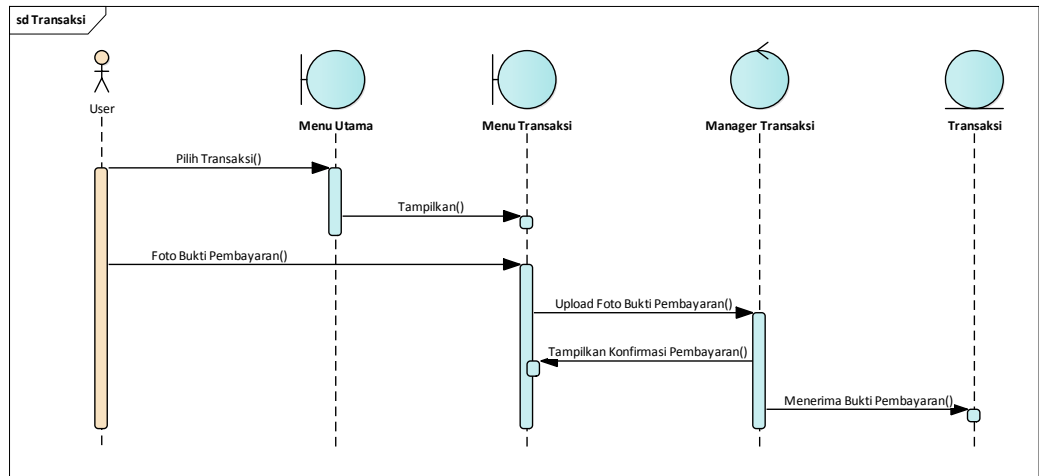 sd Transaksi
User
Menu Utama
Menu Transaksi
Manager Transaksi
Transaksi
Pilih Transaksi()
Tampilkan()
Foto Bukti Pembayaran()
Upload Foto Bukti Pembayaran()
Tampilkan Konfirmasi Pembayaran()
Menerima Bukti Pembayaran()